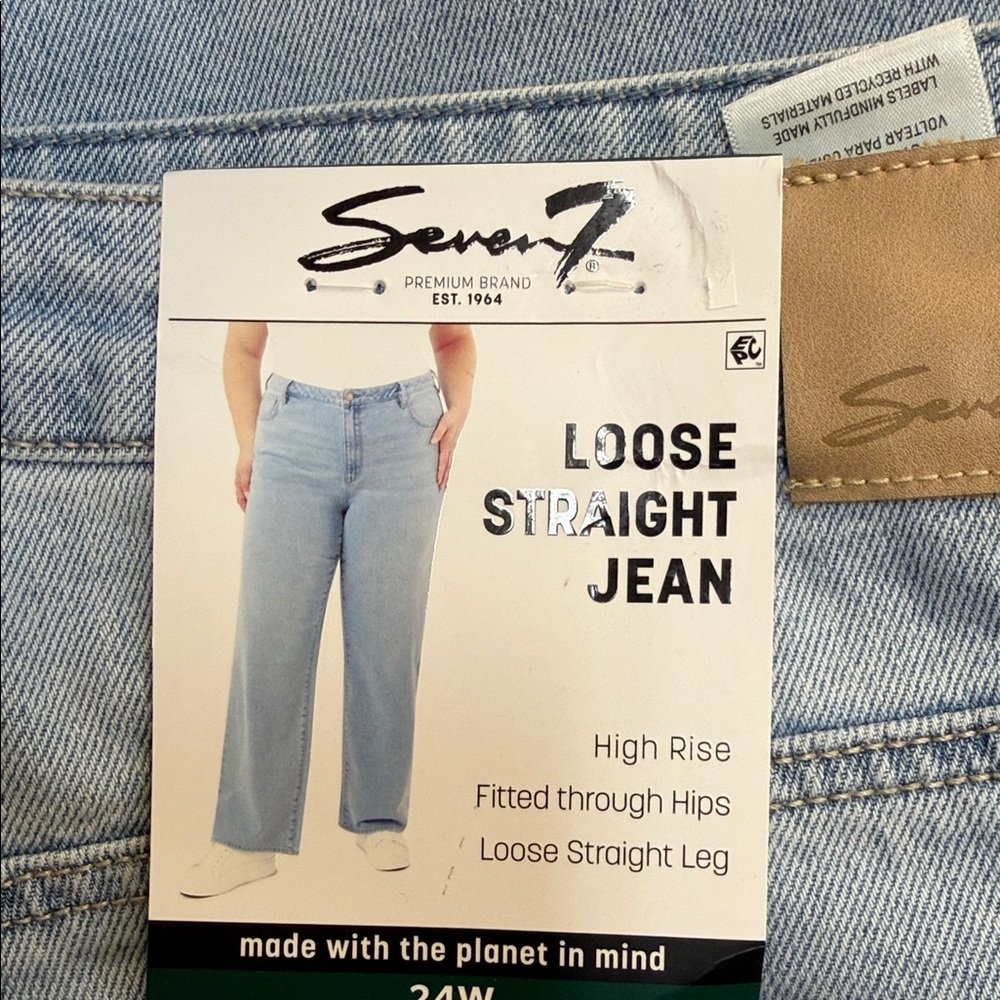 WITH RECYCLED MATERIALS
LABELS MINDFULLY MADE
VOLTEAR PARA
Seven7
®
PREMIUM BRAND
EST. 1964
LOOSE
STRAIGHT
JEAN
High Rise
Fitted through Hips
Loose Straight Leg
made with the planet in mind
24W